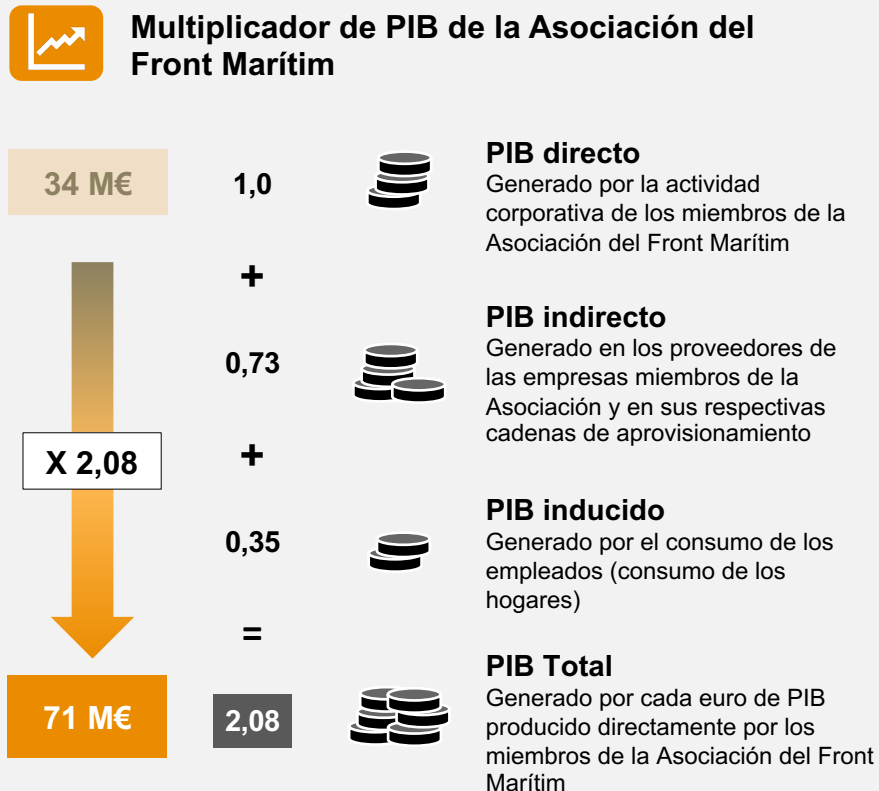 Multiplicador de PIB de la Asociación del
Front Marítim
34 M€
1,0
PIB directo
Generado por la actividad
corporativa de los miembros de la
Asociación del Front Marítim
+
PIB indirecto
0,73
Generado en los proveedores de
las empresas miembros de la
Asociación y en sus respectivas
cadenas de aprovisionamiento
X 2,08
+
PIB inducido
0,35
Generado por el consumo de los
empleados (consumo de los
hogares)
=
PIB Total
71 M€
2,08
Generado por cada euro de PIB
producido directamente por los
miembros de la Asociación del Front
Marítim